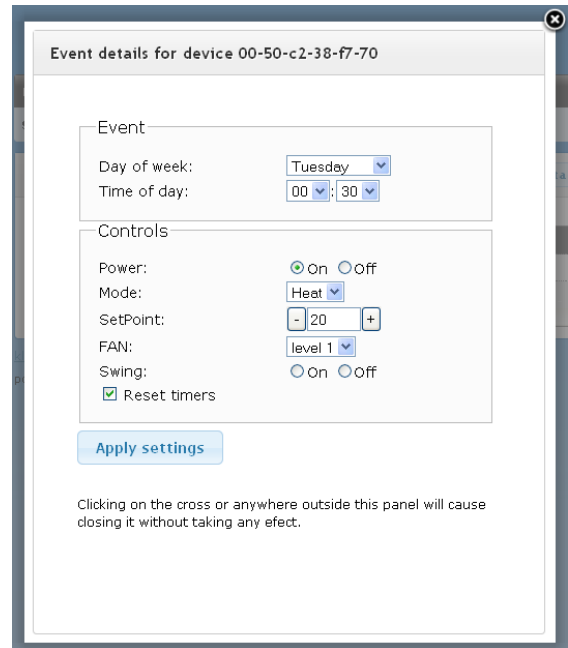 Event details for device 00-50-c2-38-f7-70
Event
Day of week: Tuesday
Time of day: 00 : 30
Controls
Power: On Off
Mode: Heat
SetPoint: - 20 +
FAN: level 1
Swing: On Off
Reset timers
Apply settings
Clicking on the cross or anywhere outside this panel will cause
closing it without taking any efect.